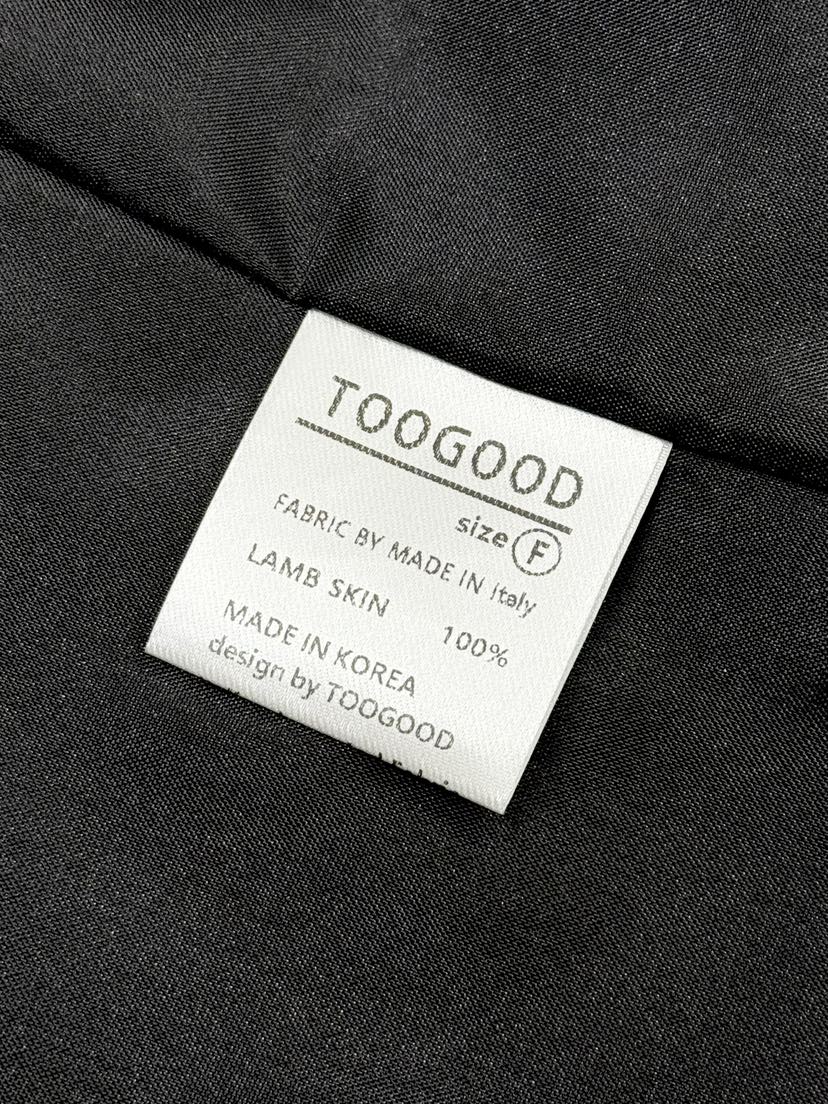 TOOGOOD
size F
FABRIC BY MADE IN Italy
LAMB SKIN 100%
MADE IN KOREA
design by TOOGOOD